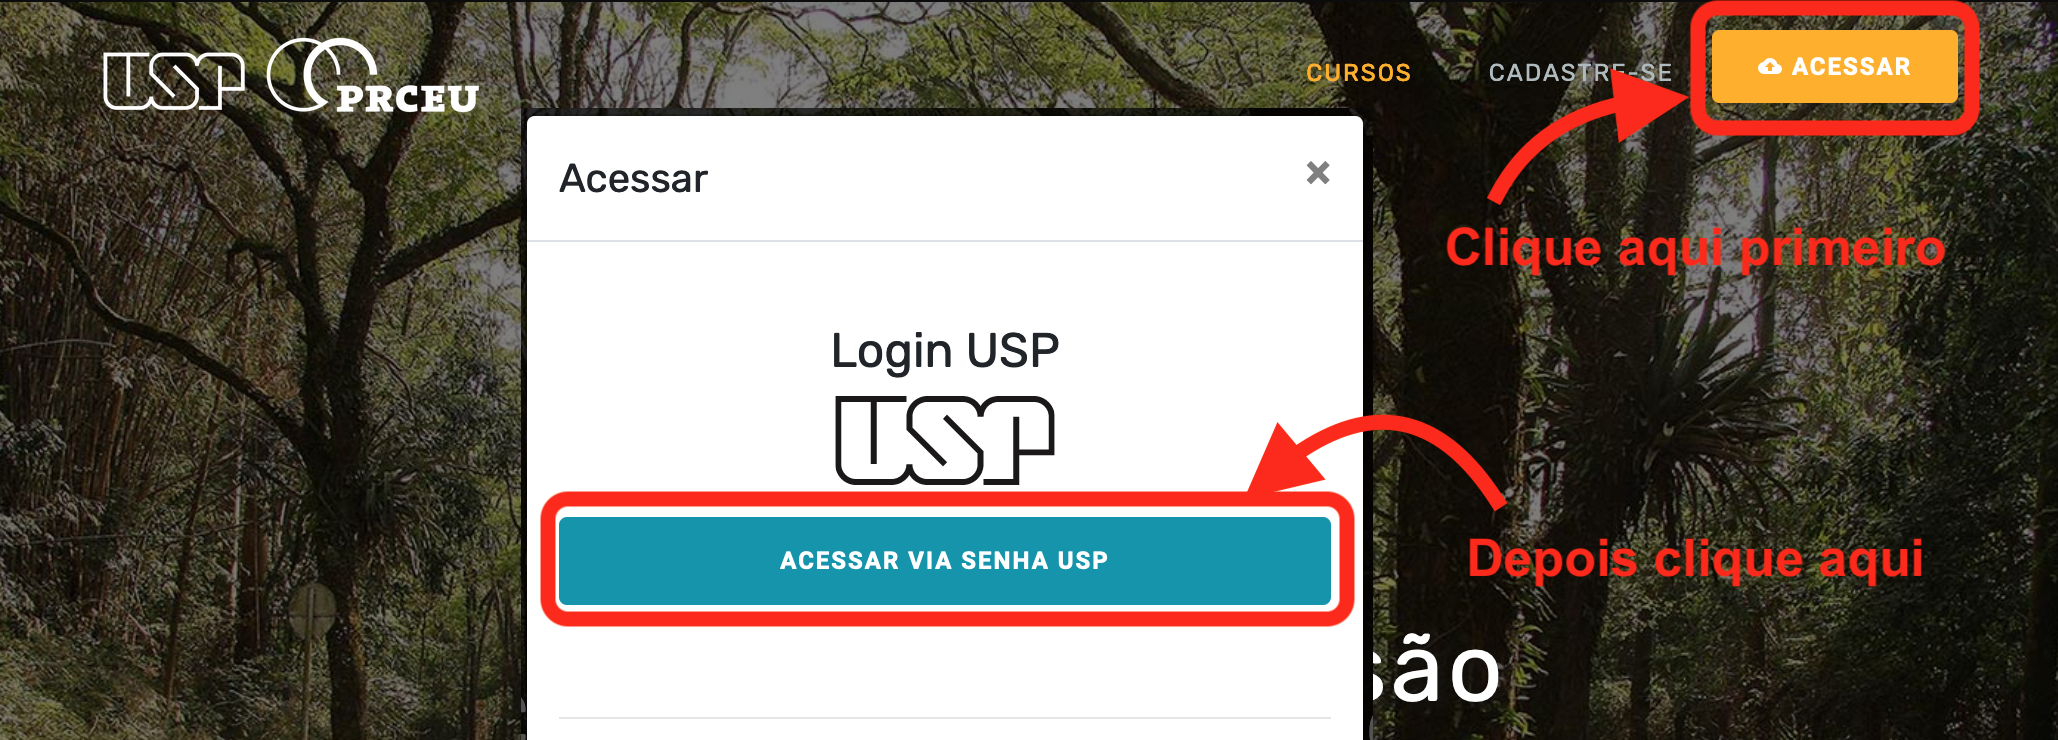 USP PRCEU
CURSOS
CADASTRE-SE
ACESSAR
Clique aqui primeiro
Acessar
×
Login USP
USP
ACESSAR VIA SENHA USP
Depois clique aqui
são